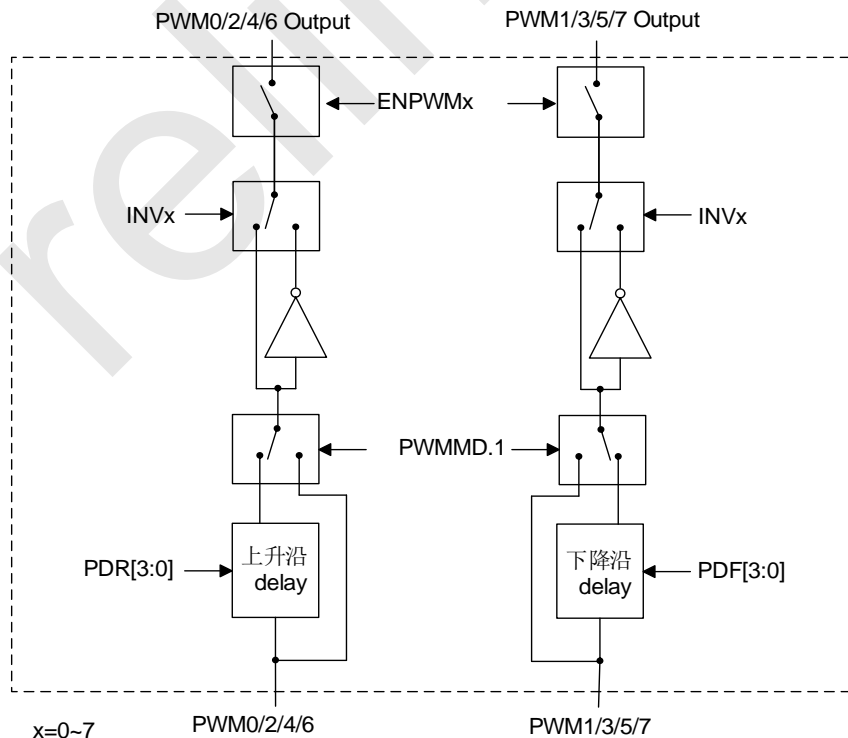 PWM0/2/4/6 Output
PWM1/3/5/7 Output
ENPWMx
INVx
INVx
PWMMD.1
PDR[3:0]
上升沿
delay
下降沿
delay
PDF[3:0]
PWM0/2/4/6
PWM1/3/5/7
x=0~7